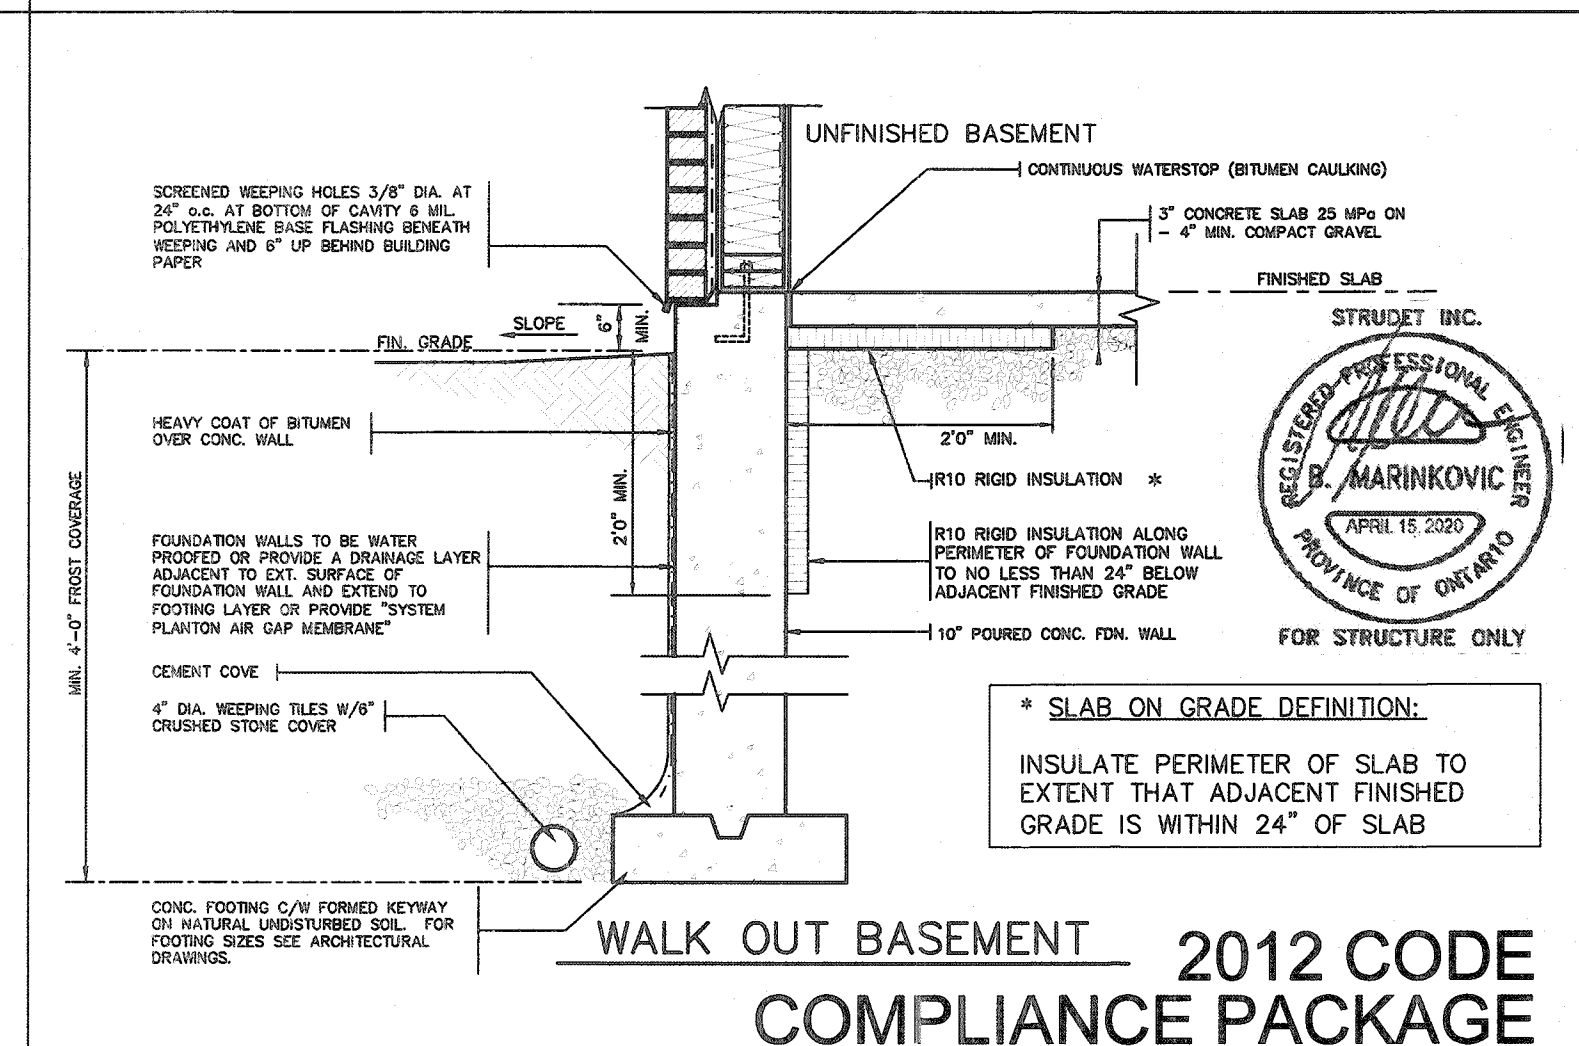 UNFINISHED BASEMENT
CONTINUOUS WATERSTOP (BITUMEN CAULKING)
SCREENED WEEPING HOLES 3/8" DIA. AT
24" o.c. AT BOTTOM OF CAVITY 6 MIL.
POLYETHYLENE BASE FLASHING BENEATH
WEEPING AND 6" UP BEHIND BUILDING
PAPER
3" CONCRETE SLAB 25 MPa ON
- 4" MIN. COMPACT GRAVEL
FINISHED SLAB
SLOPE
6"
MIN.
FIN. GRADE
STRUDET INC.
REGISTERED PROFESSIONAL ENGINEER
B. MARINKOVIC
APRIL 15, 2020
PROVINCE OF ONTARIO
FOR STRUCTURE ONLY
HEAVY COAT OF BITUMEN
OVER CONC. WALL
2'0" MIN.
R10 RIGID INSULATION *
2'0" MIN.
MIN. 4'-0" FROST COVERAGE
FOUNDATION WALLS TO BE WATER
PROOFED OR PROVIDE A DRAINAGE LAYER
ADJACENT TO EXT. SURFACE OF
FOUNDATION WALL AND EXTEND TO
FOOTING LAYER OR PROVIDE "SYSTEM
PLANTON AIR GAP MEMBRANE"
R10 RIGID INSULATION ALONG
PERIMETER OF FOUNDATION WALL
TO NO LESS THAN 24" BELOW
ADJACENT FINISHED GRADE
10" POURED CONC. FDN. WALL
CEMENT COVE
4" DIA. WEEPING TILES W/6"
CRUSHED STONE COVER
* SLAB ON GRADE DEFINITION:
INSULATE PERIMETER OF SLAB TO
EXTENT THAT ADJACENT FINISHED
GRADE IS WITHIN 24" OF SLAB
CONC. FOOTING C/W FORMED KEYWAY
ON NATURAL UNDISTURBED SOIL. FOR
FOOTING SIZES SEE ARCHITECTURAL
DRAWINGS.
WALK OUT BASEMENT
2012 CODE
COMPLIANCE PACKAGE